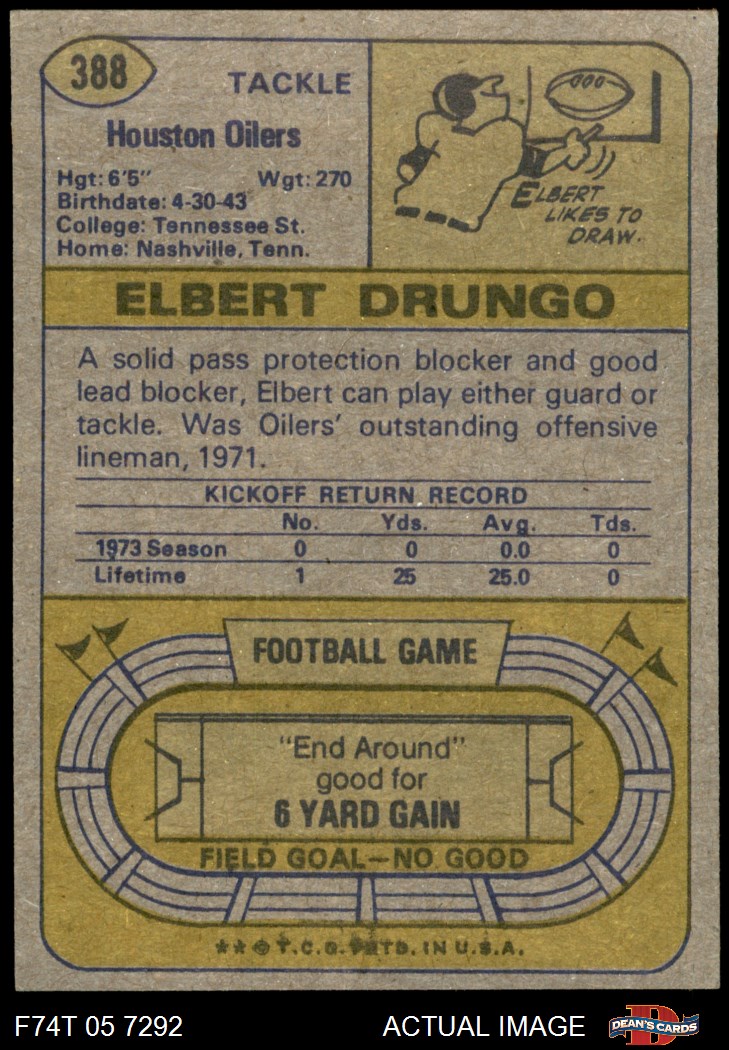 388
TACKLE
Houston Oilers
Hgt: 6'5" Wgt: 270
Birthdate: 4-30-43
College: Tennessee St.
Home: Nashville, Tenn.
ELBERT
LIKES TO
DRAW.
ELBERT DRUNGO
A solid pass protection blocker and good
lead blocker, Elbert can play either guard or
tackle. Was Oilers' outstanding offensive
lineman, 1971.
KICKOFF RETURN RECORD
No. Yds. Avg. Tds.
1973 Season 0 0 0.0 0
Lifetime 1 25 25.0 0
FOOTBALL GAME
"End Around"
good for
6 YARD GAIN
FIELD GOAL—NO GOOD
★★ © T.C.G. PRTD. IN U.S.A.
F74T 05 7292 ACTUAL IMAGE
D
DEAN'S CARDS